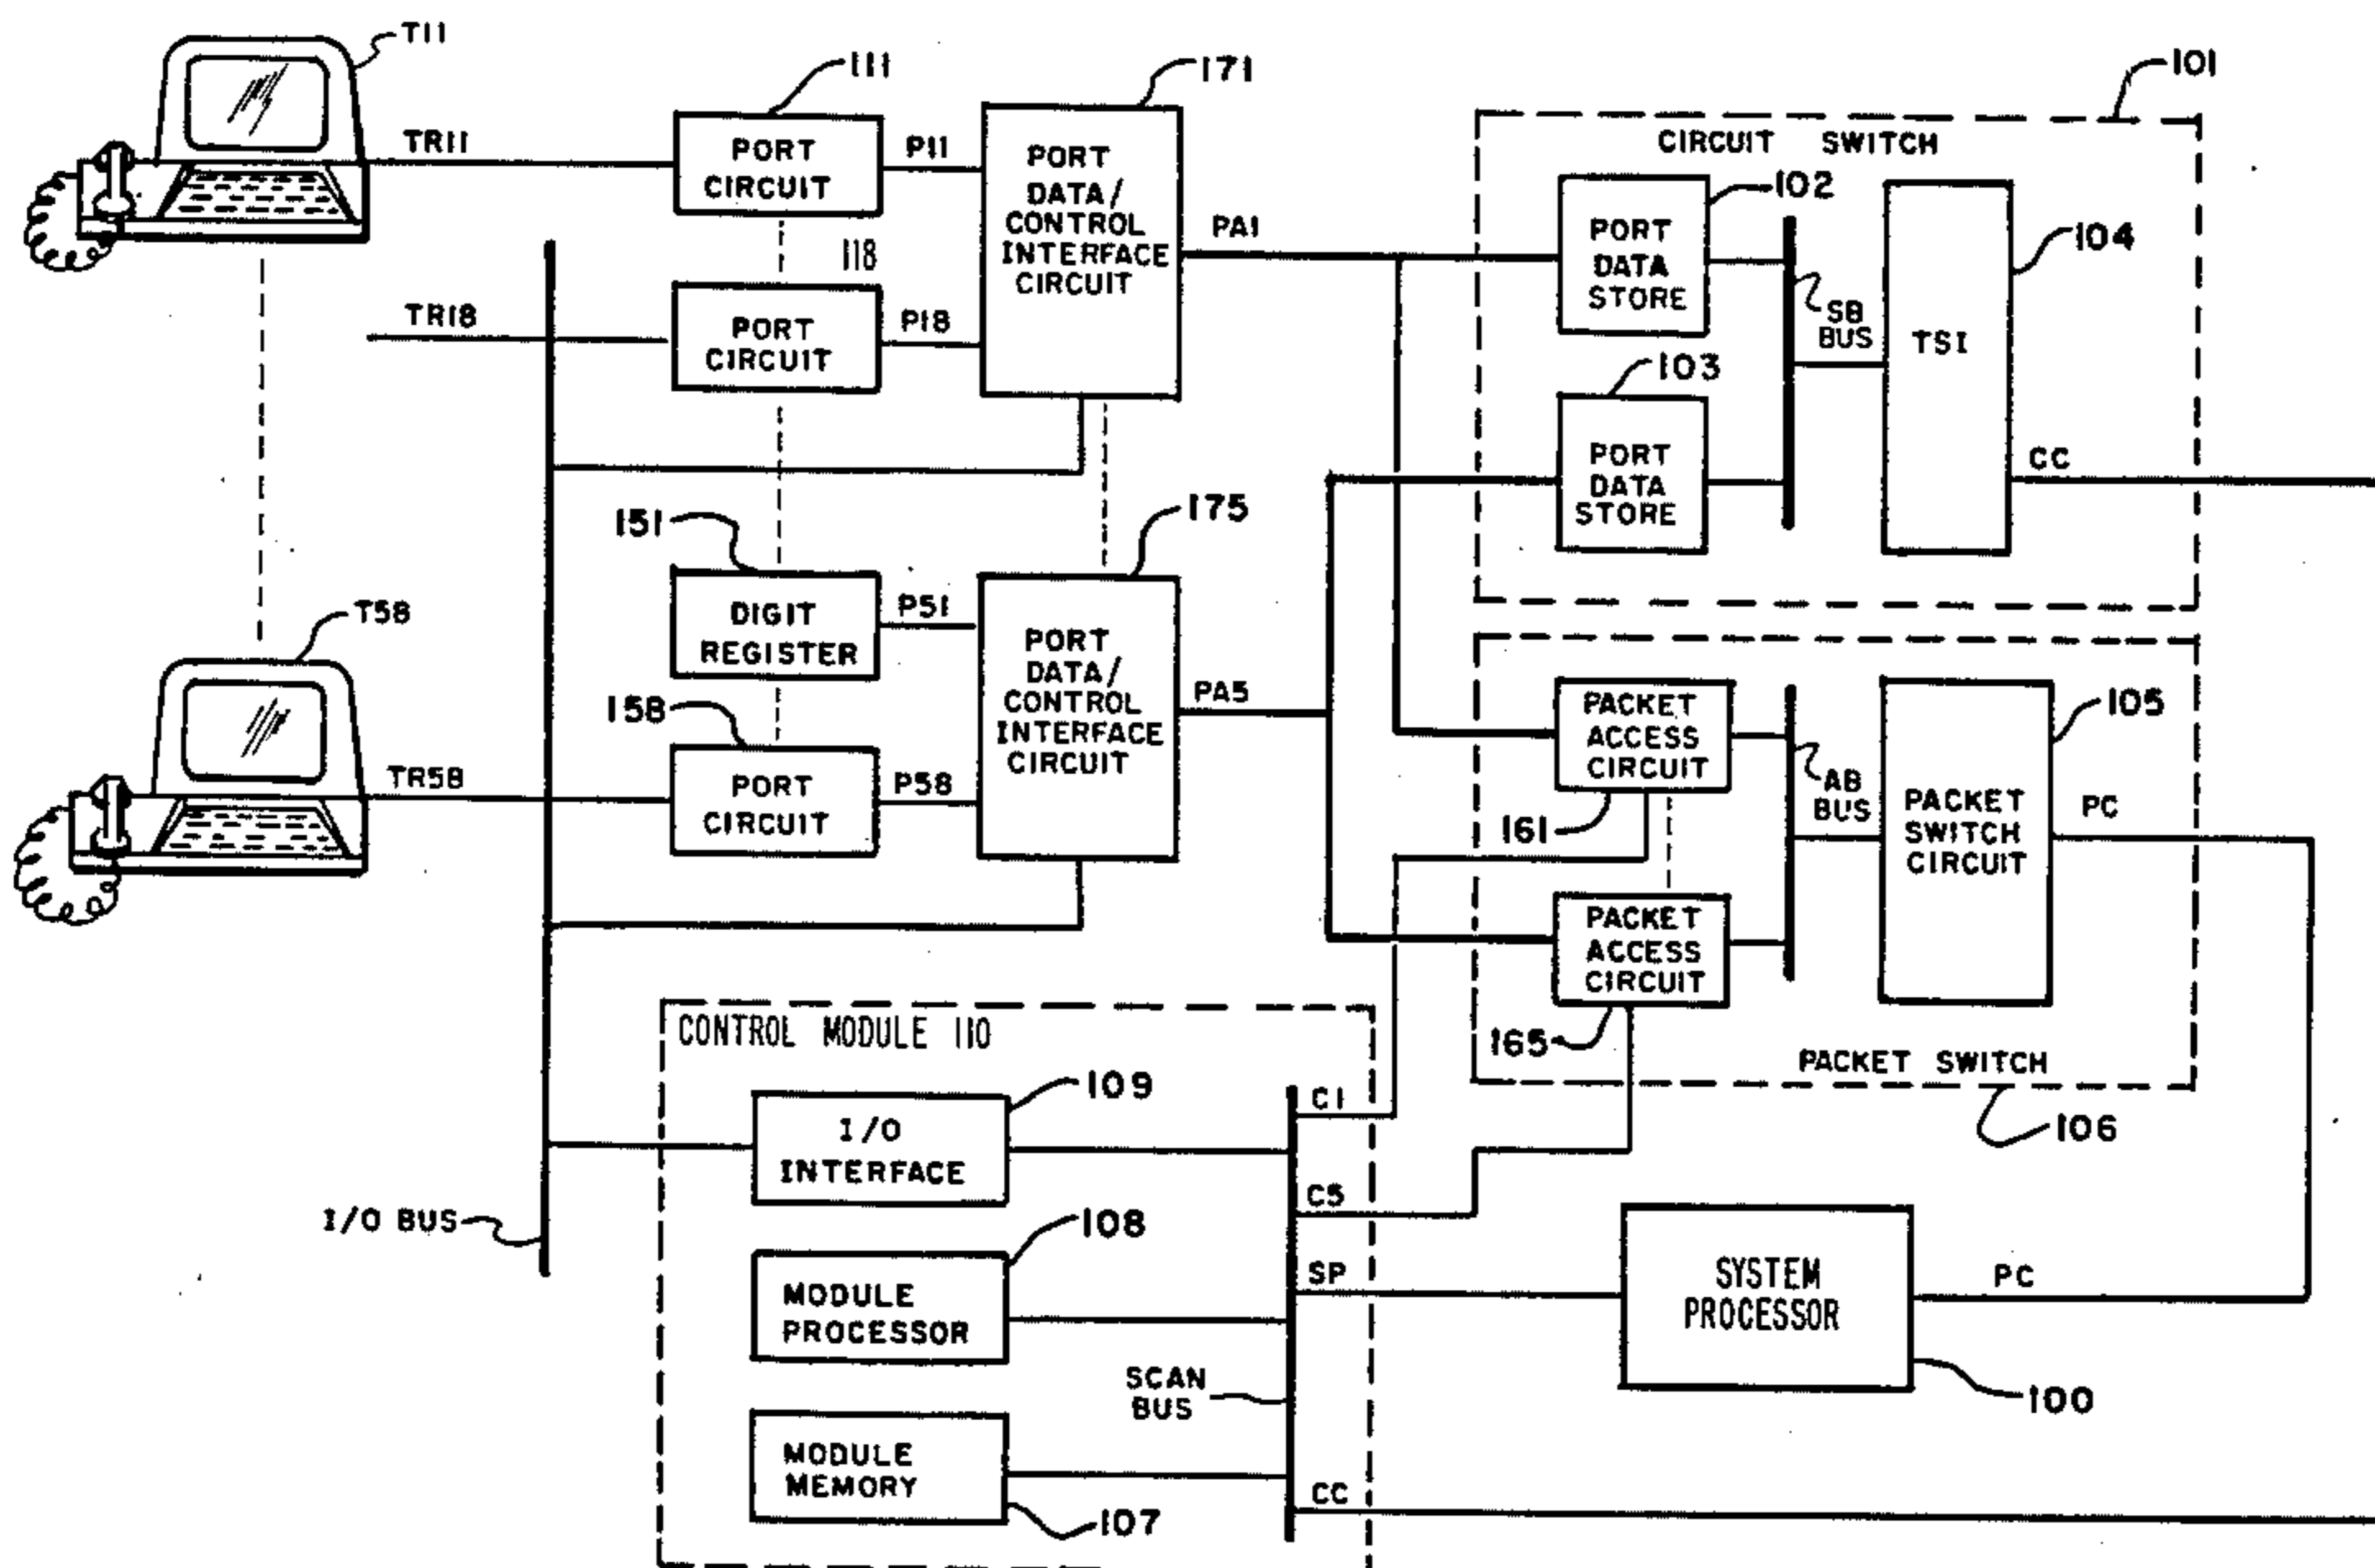 T11
TR11
111
PORT
CIRCUIT
P11
171
PORT
DATA/
CONTROL
INTERFACE
CIRCUIT
PA1
101
CIRCUIT SWITCH
102
PORT
DATA
STORE
SB
BUS
104
TSI
118
TR18
PORT
CIRCUIT
P18
103
PORT
DATA
STORE
CC
151
DIGIT
REGISTER
P51
175
PORT
DATA/
CONTROL
INTERFACE
CIRCUIT
PA5
T58
TR58
158
PORT
CIRCUIT
P58
PACKET
ACCESS
CIRCUIT
161
AB
BUS
105
PACKET
SWITCH
CIRCUIT
PC
PACKET
ACCESS
CIRCUIT
165
PACKET SWITCH
106
CONTROL MODULE 110
109
I/O
INTERFACE
C1
C5
I/O BUS
108
MODULE
PROCESSOR
SP
SYSTEM
PROCESSOR
PC
100
SCAN
BUS
MODULE
MEMORY
107
CC